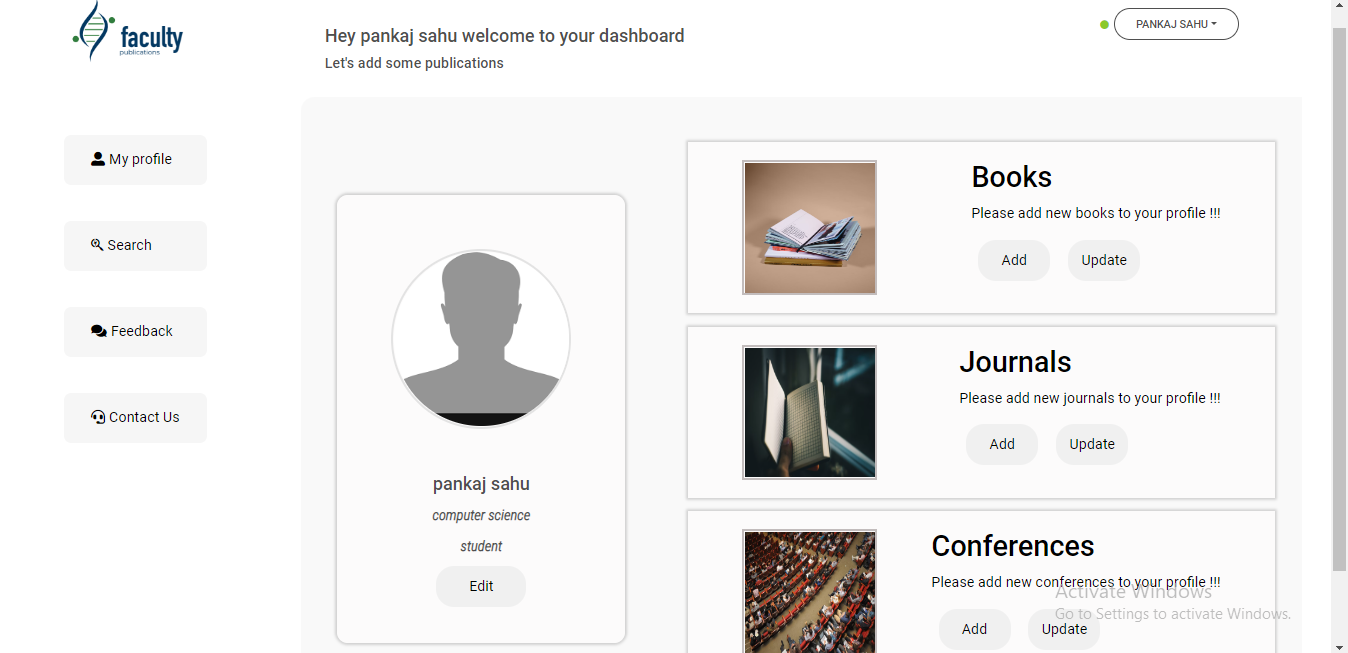 faculty
publications
Hey pankaj sahu welcome to your dashboard
Let's add some publications
PANKAJ SAHU
My profile
Search
Feedback
Contact Us
pankaj sahu
computer science
student
Edit
Books
Please add new books to your profile !!!
Add Update
Journals
Please add new journals to your profile !!!
Add Update
Conferences
Please add new conferences to your profile !!!
Add Update
Activate Windows
Go to Settings to activate Windows.